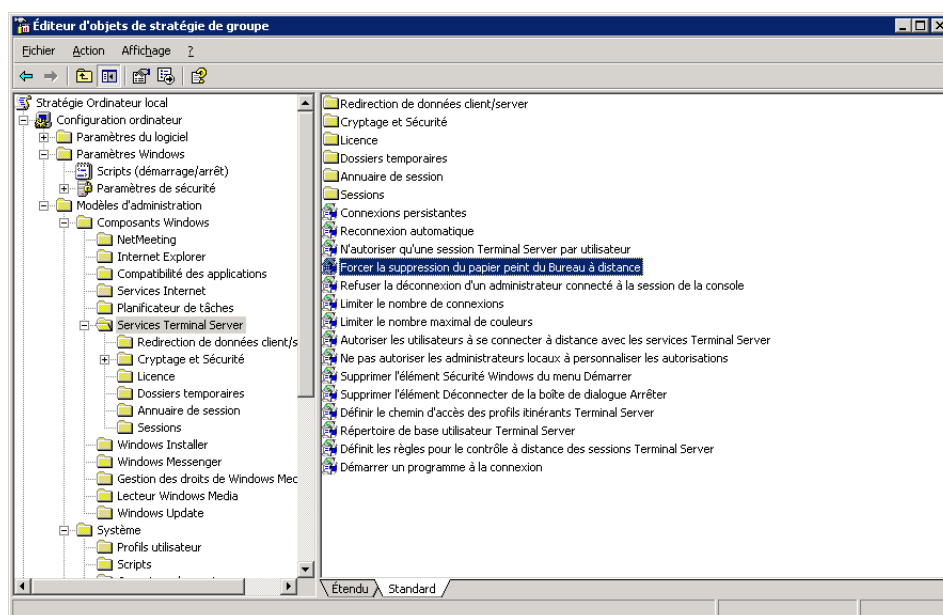 Éditeur d'objets de stratégie de groupe
Fichier Action Affichage ?
Stratégie Ordinateur local
Configuration ordinateur
Paramètres du logiciel
Paramètres Windows
Scripts (démarrage/arrêt)
Paramètres de sécurité
Modèles d'administration
Composants Windows
NetMeeting
Internet Explorer
Compatibilité des applications
Services Internet
Planificateur de tâches
Services Terminal Server
Redirection de données client/s
Cryptage et Sécurité
Licence
Dossiers temporaires
Annuaire de session
Sessions
Windows Installer
Windows Messenger
Gestion des droits de Windows Med
Lecteur Windows Media
Windows Update
Système
Profils utilisateur
Scripts
Redirection de données client/server
Cryptage et Sécurité
Licence
Dossiers temporaires
Annuaire de session
Sessions
Connexions persistantes
Reconnexion automatique
N'autoriser qu'une session Terminal Server par utilisateur
Forcer la suppression du papier peint du Bureau à distance
Refuser la déconnexion d'un administrateur connecté à la session de la console
Limiter le nombre de connexions
Limiter le nombre maximal de couleurs
Autoriser les utilisateurs à se connecter à distance avec les services Terminal Server
Ne pas autoriser les administrateurs locaux à personnaliser les autorisations
Supprimer l'élément Sécurité Windows du menu Démarrer
Supprimer l'élément Déconnecter de la boîte de dialogue Arrêter
Définir le chemin d'accès des profils itinérants Terminal Server
Répertoire de base utilisateur Terminal Server
Définit les règles pour le contrôle à distance des sessions Terminal Server
Démarrer un programme à la connexion
Étendu Standard